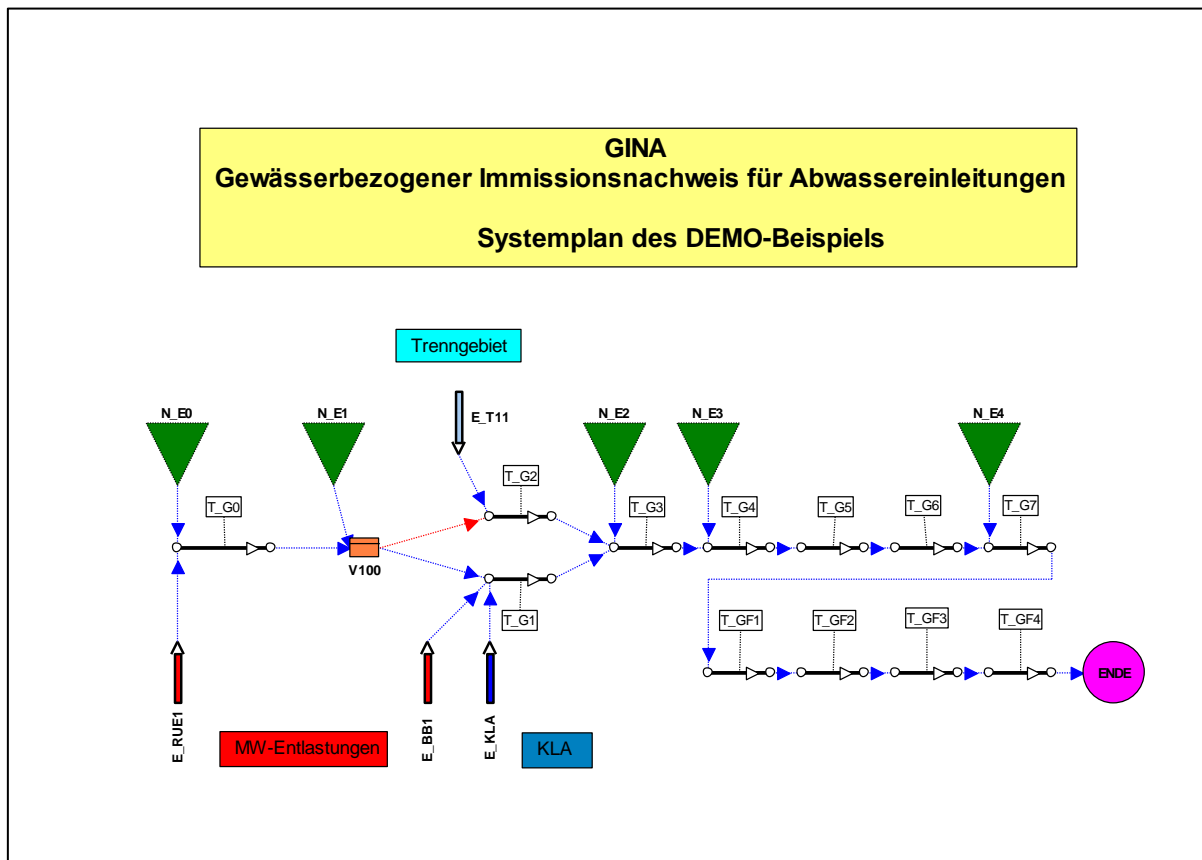 GINA
Gewässerbezogener Immissionsnachweis für Abwassereinleitungen
Systemplan des DEMO-Beispiels
Trenngebiet
N_E0
N_E1
E_T11
N_E2
N_E3
N_E4
T_G0
T_G2
T_G3
T_G4
T_G5
T_G6
T_G7
V100
T_G1
T_GF1
T_GF2
T_GF3
T_GF4
ENDE
E_RUE1
MW-Entlastungen
E_BB1
E_KLA
KLA